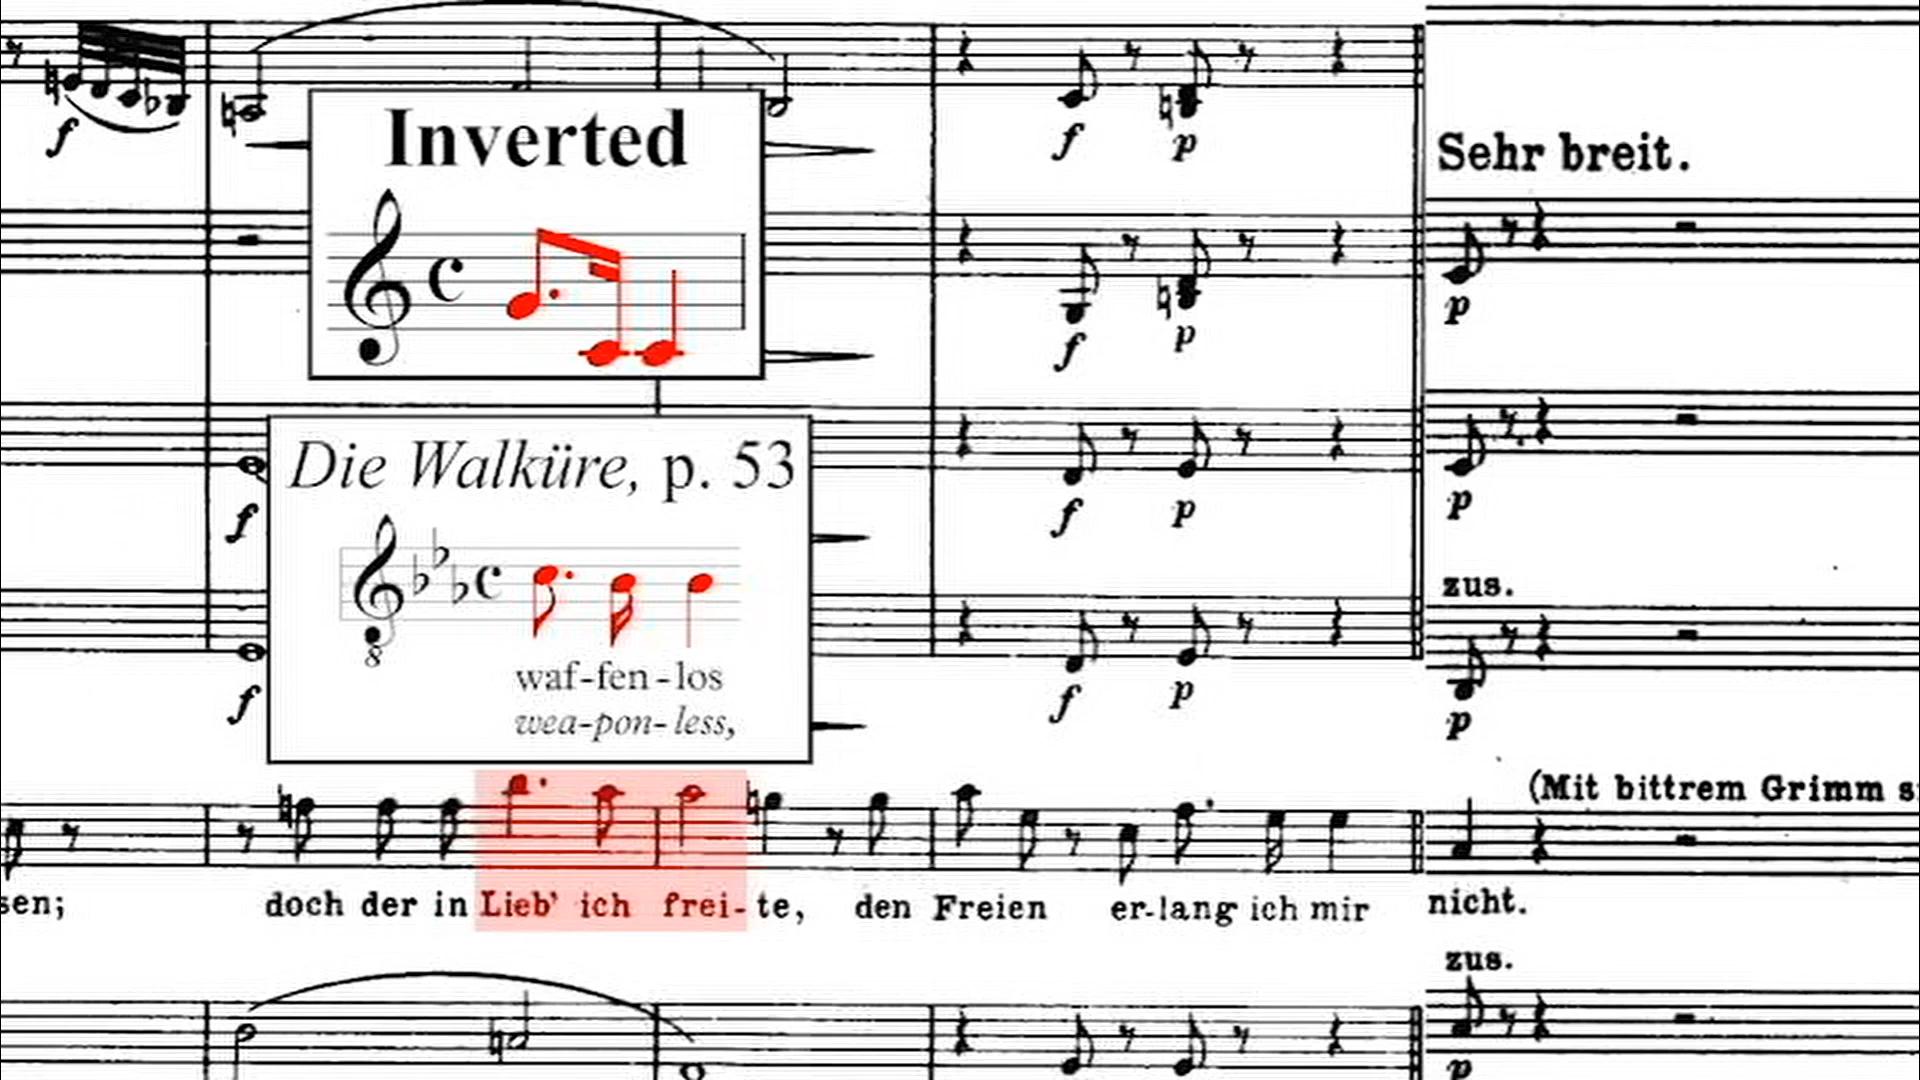 Inverted
Sehr breit.
f p
f p p
Die Walküre, p. 53
f f p p
8
zus.
waf-fen-los
wea-pon-less,
f f p p
(Mit bittrem Grimm s
sen; doch der in Lieb' ich frei-te, den Freien er-lang ich mir nicht.
zus.
p